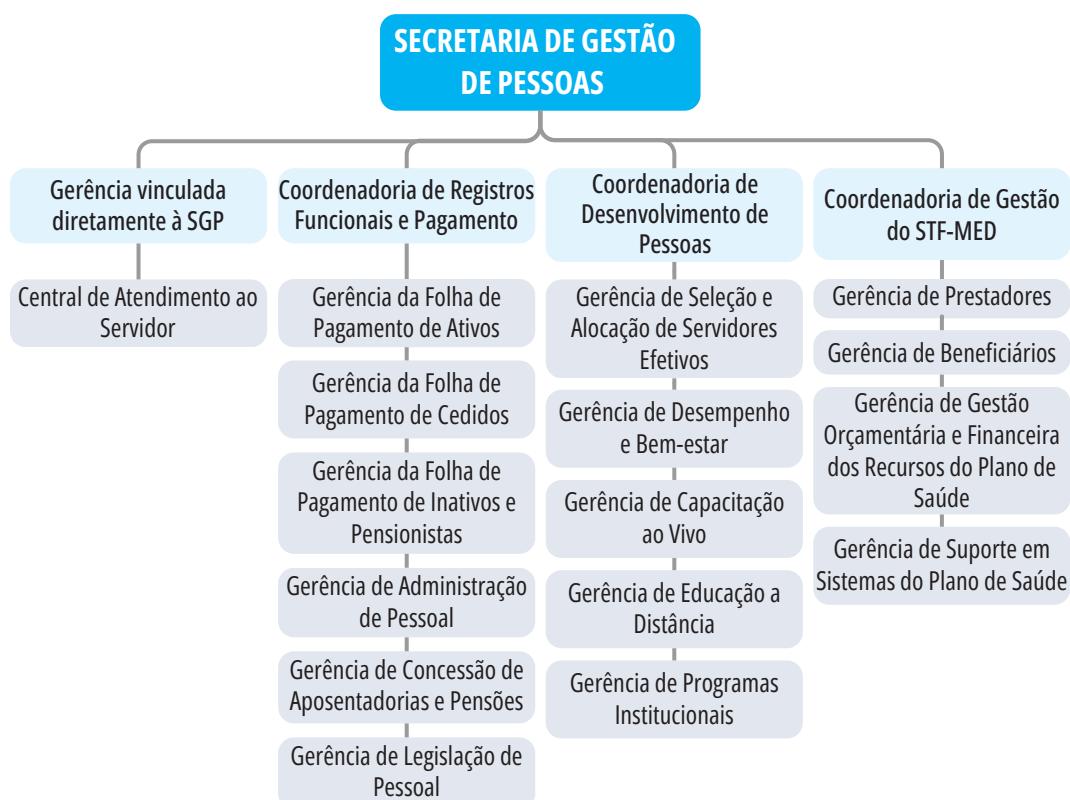 SECRETARIA DE GESTÃO
DE PESSOAS
Gerência vinculada
diretamente à SGP
Central de Atendimento ao
Servidor
Coordenadoria de Registros
Funcionais e Pagamento
Gerência da Folha de
Pagamento de Ativos
Gerência da Folha de
Pagamento de Cedidos
Gerência da Folha de
Pagamento de Inativos e
Pensionistas
Gerência de Administração
de Pessoal
Gerência de Concessão de
Aposentadorias e Pensões
Gerência de Legislação de
Pessoal
Coordenadoria de
Desenvolvimento de
Pessoas
Gerência de Seleção e
Alocação de Servidores
Efetivos
Gerência de Desempenho
e Bem-estar
Gerência de Capacitação
ao Vivo
Gerência de Educação a
Distância
Gerência de Programas
Institucionais
Coordenadoria de Gestão
do STF-MED
Gerência de Prestadores
Gerência de Beneficiários
Gerência de Gestão
Orçamentária e Financeira
dos Recursos do Plano de
Saúde
Gerência de Suporte em
Sistemas do Plano de Saúde